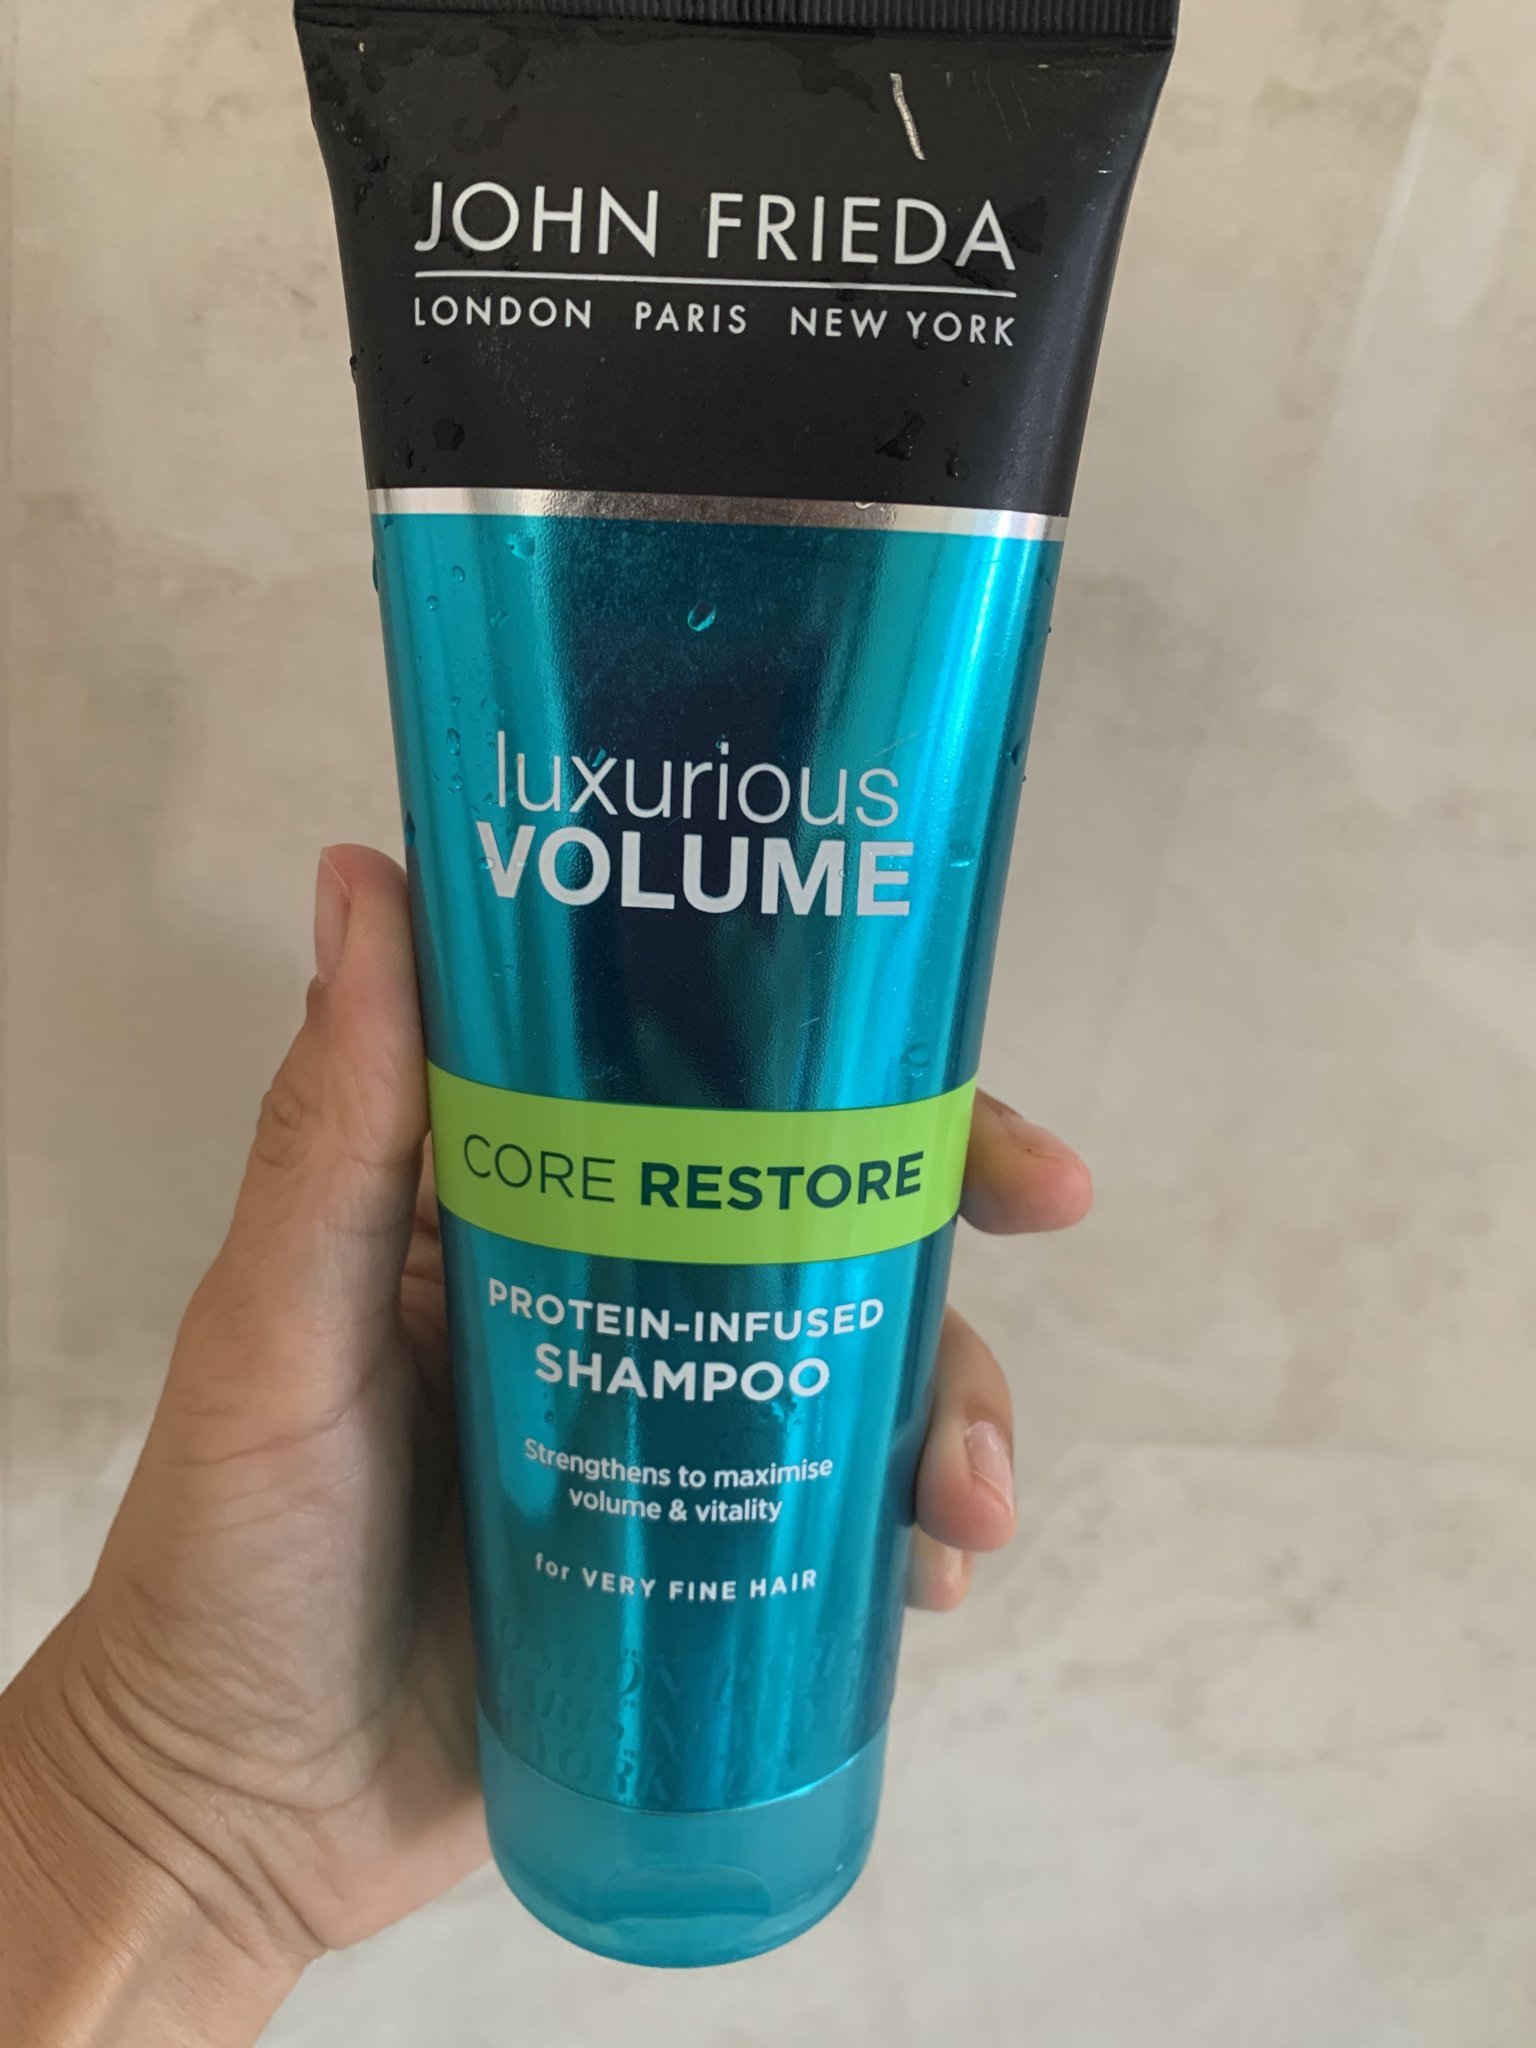 JOHN FRIEDA
LONDON PARIS NEW YORK
luxurious
VOLUME
CORE RESTORE
PROTEIN-INFUSED
SHAMPOO
Strengthens to maximise
volume & vitality
for VERY FINE HAIR